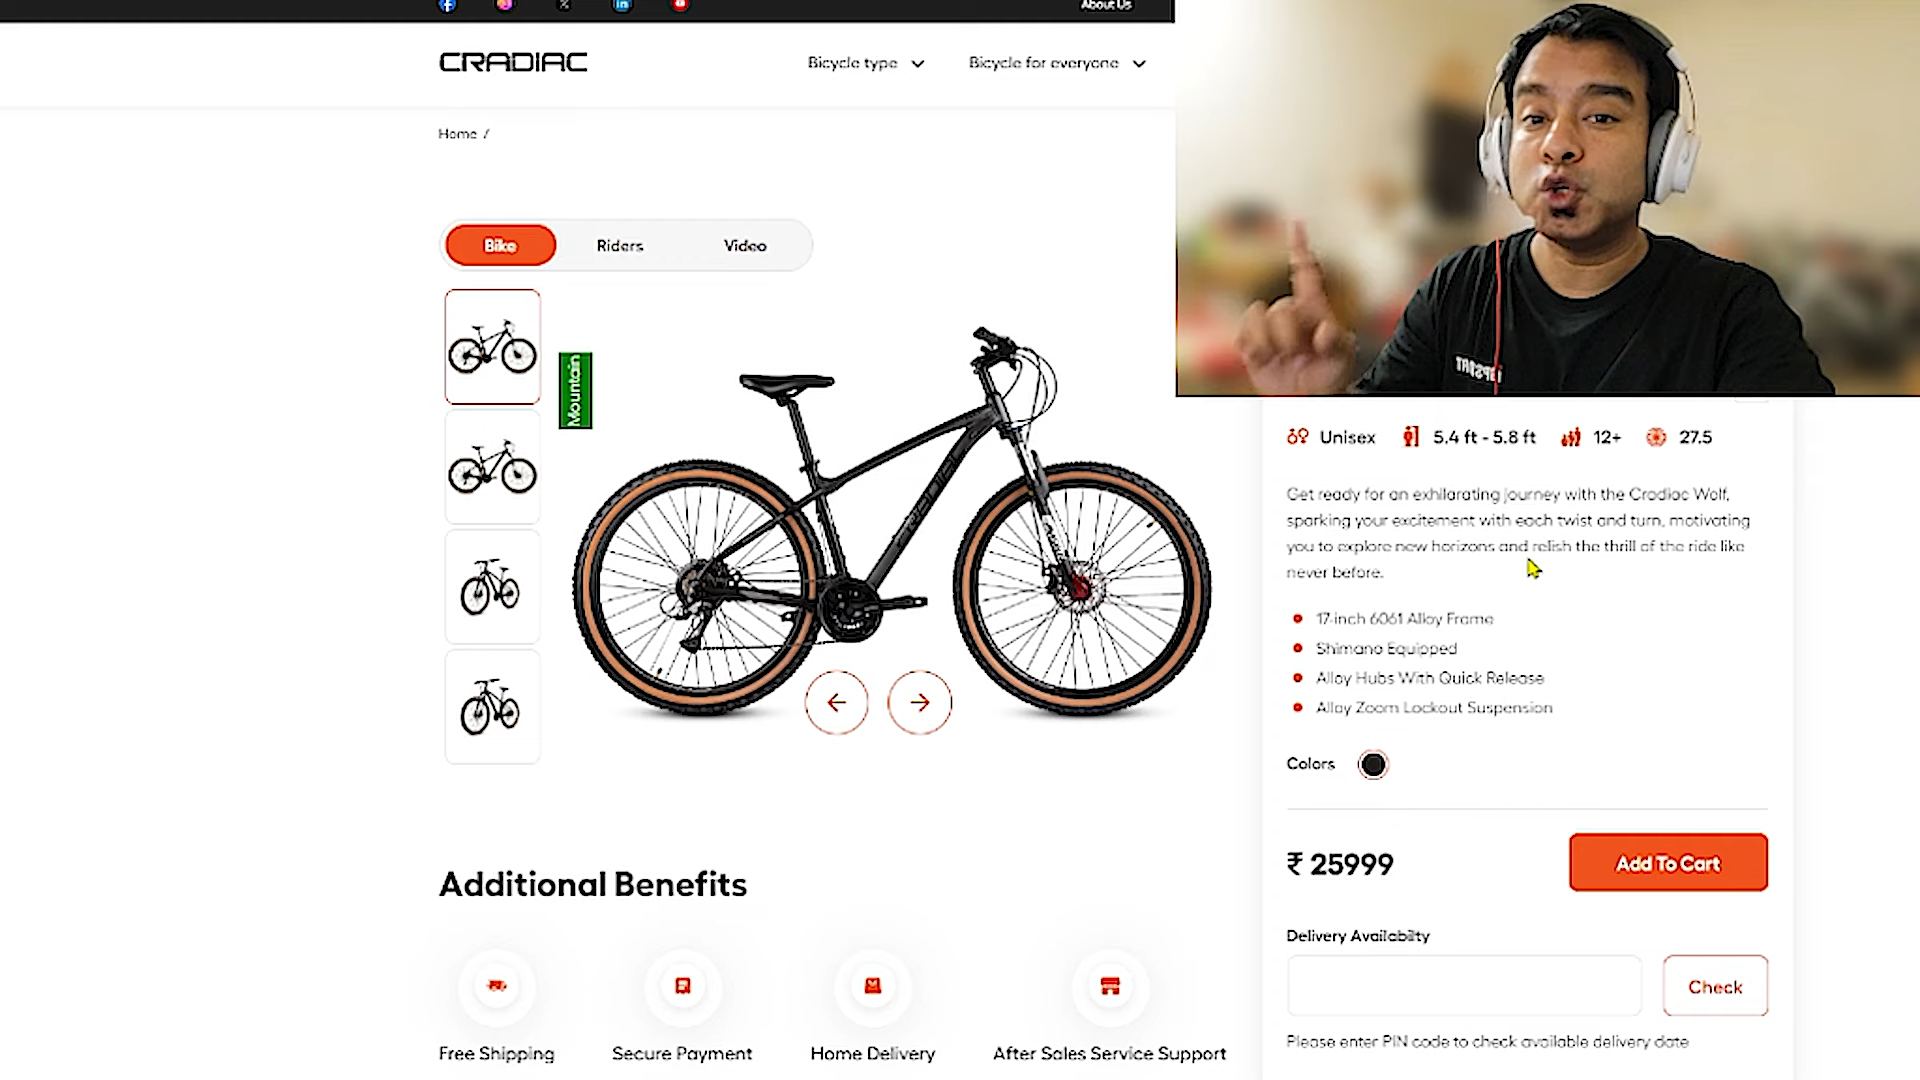 About Us
CRADIAC
Bicycle type
Bicycle for everyone
Home /
Bike
Riders
Video
Mountain
Unisex
5.4 ft - 5.8 ft
12+
27.5
Get ready for an exhilarating journey with the Cradiac Wolf,
sparking your excitement with each twist and turn, motivating
you to explore new horizons and relish the thrill of the ride like
never before.
17-inch 6061 Alloy Frame
Shimano Equipped
Alloy Hubs With Quick Release
Alloy Zoom Lockout Suspension
Colors
₹ 25999
Add To Cart
Delivery Availabilty
Check
Please enter PIN code to check available delivery date
Additional Benefits
Free Shipping
Secure Payment
Home Delivery
After Sales Service Support